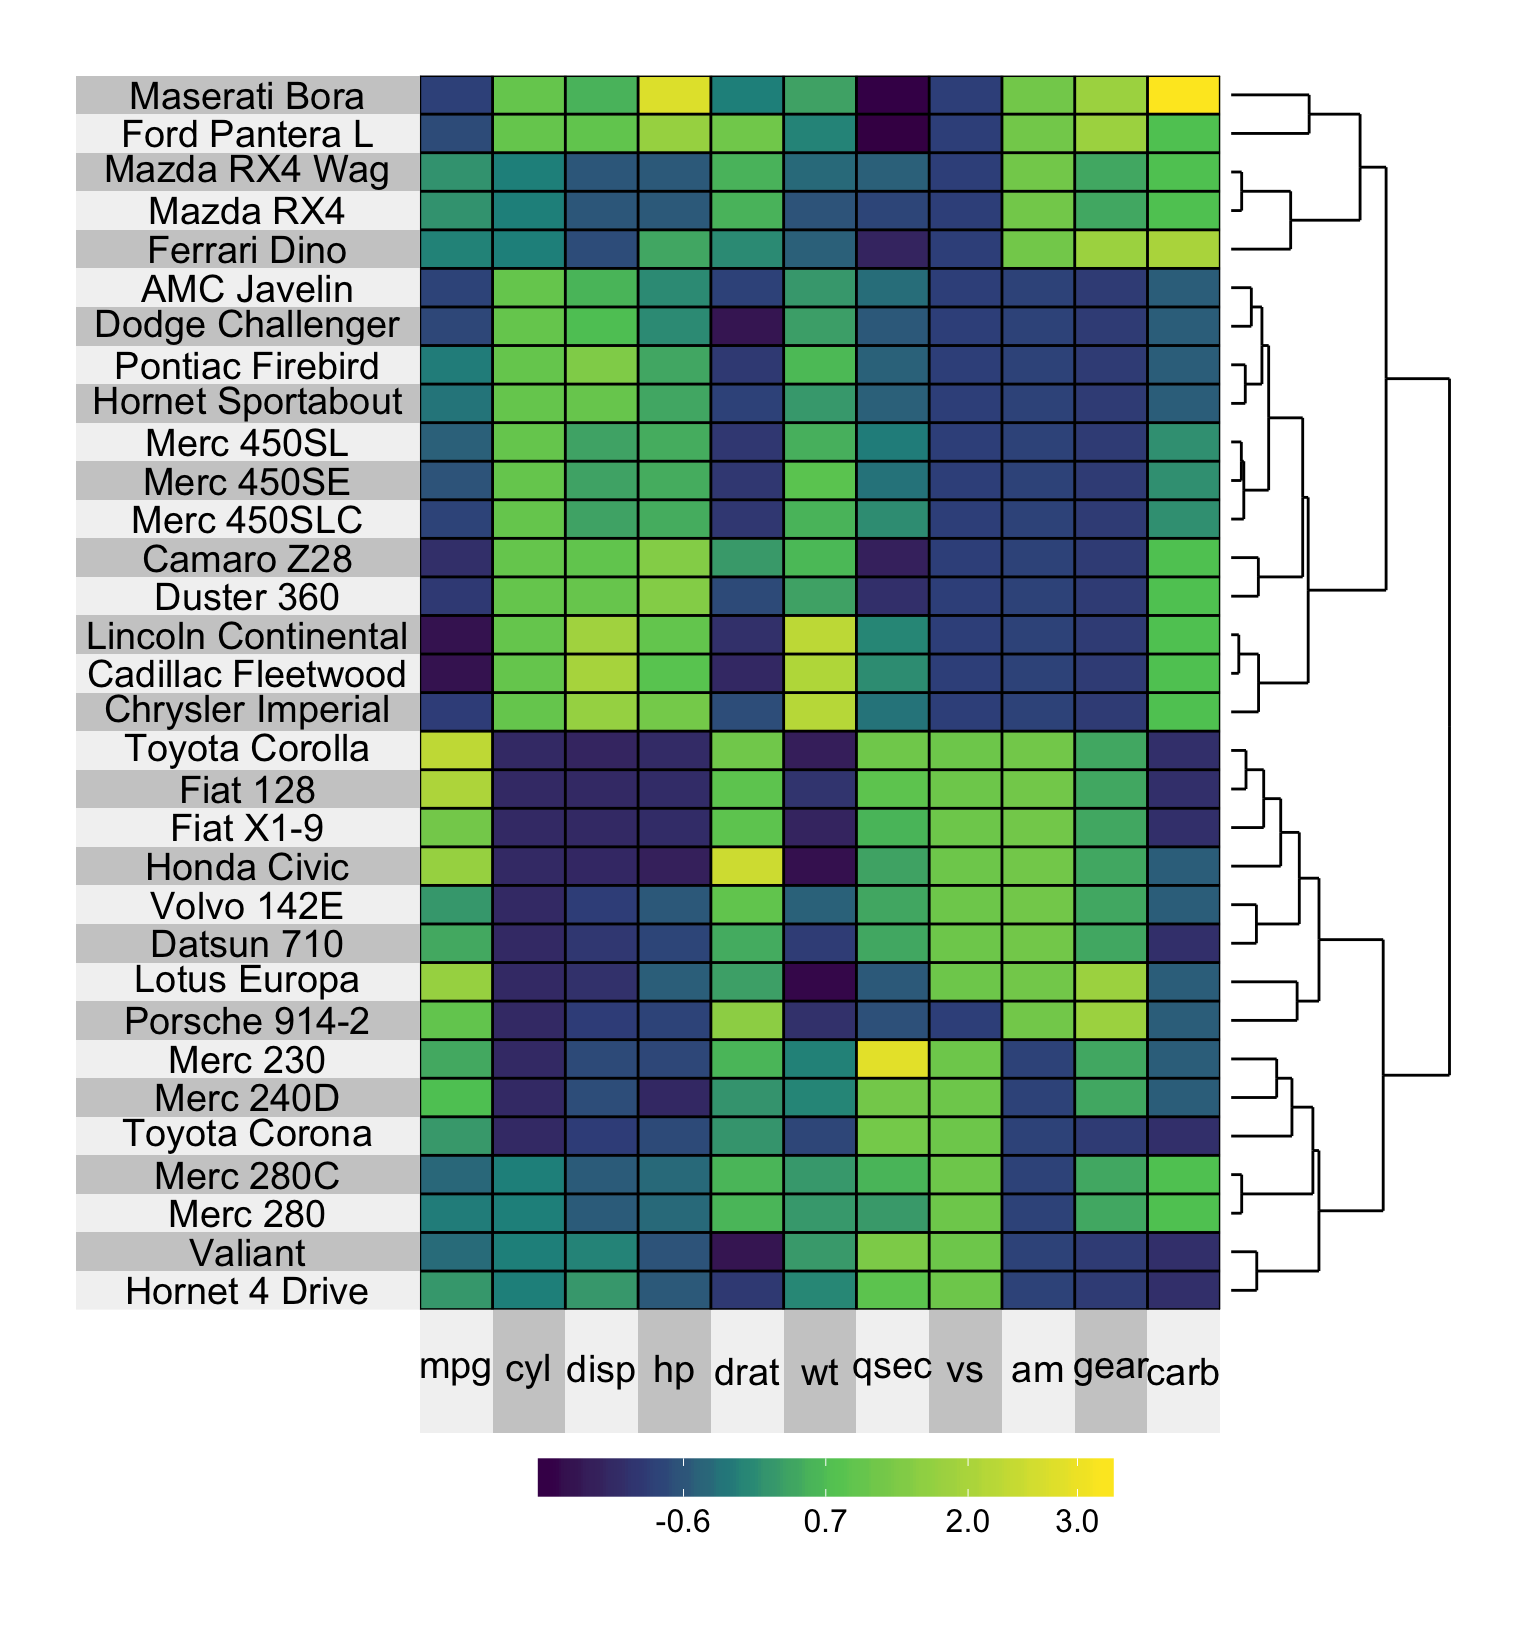 Maserati Bora
Ford Pantera L
Mazda RX4 Wag
Mazda RX4
Ferrari Dino
AMC Javelin
Dodge Challenger
Pontiac Firebird
Hornet Sportabout
Merc 450SL
Merc 450SE
Merc 450SLC
Camaro Z28
Duster 360
Lincoln Continental
Cadillac Fleetwood
Chrysler Imperial
Toyota Corolla
Fiat 128
Fiat X1-9
Honda Civic
Volvo 142E
Datsun 710
Lotus Europa
Porsche 914-2
Merc 230
Merc 240D
Toyota Corona
Merc 280C
Merc 280
Valiant
Hornet 4 Drive
mpg cyl disp hp drat wt qsec vs am gear carb
-0.6 0.7 2.0 3.0